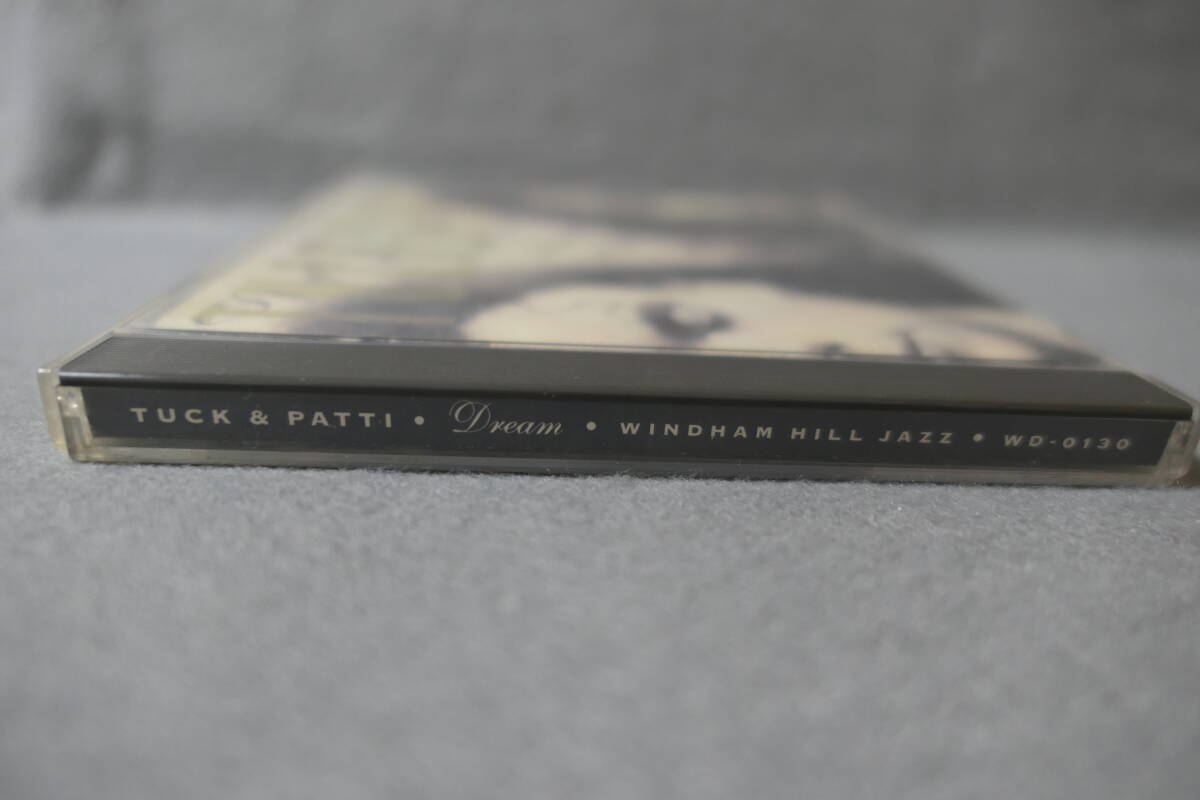 TUCK & PATTI • Dream • WINDHAM HILL JAZZ • WD-0130